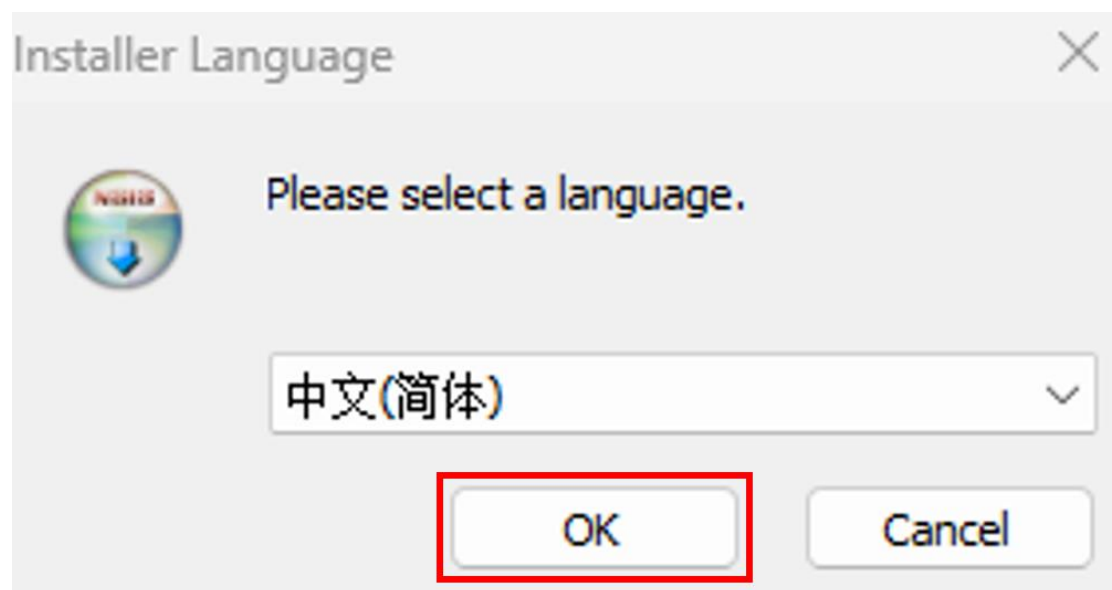 Installer Language
Please select a language.
中文(简体)
OK
Cancel